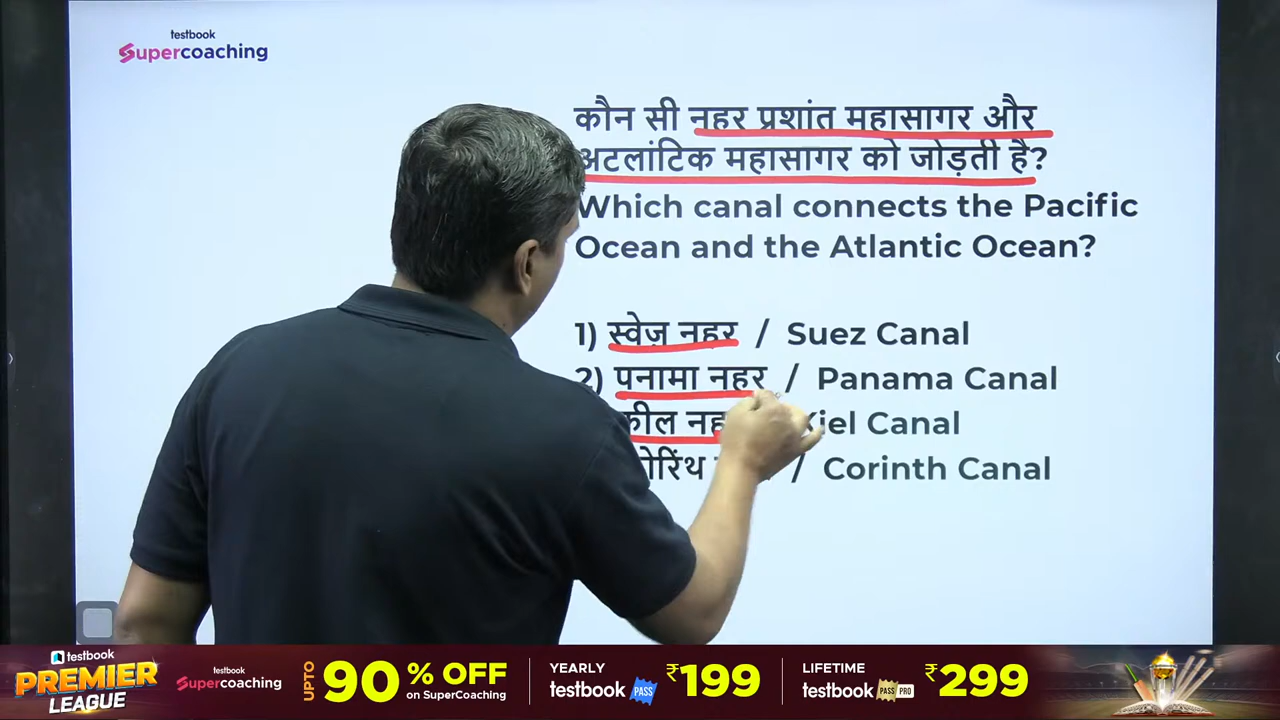 testbook
Supercoaching
कौन सी नहर प्रशांत महासागर और
अटलांटिक महासागर को जोड़ती है?
Which canal connects the Pacific
Ocean and the Atlantic Ocean?
1) स्वेज़ नहर / Suez Canal
2) पनामा नहर / Panama Canal
कील Kiel Canal
/ Corinth Canal
testbook
PREMIER
LEAGUE
testbook
Supercoaching
UPTO 90 % OFF
on SuperCoaching
YEARLY
testbook PASS
₹199
LIFETIME
testbook PASS PRO
₹299